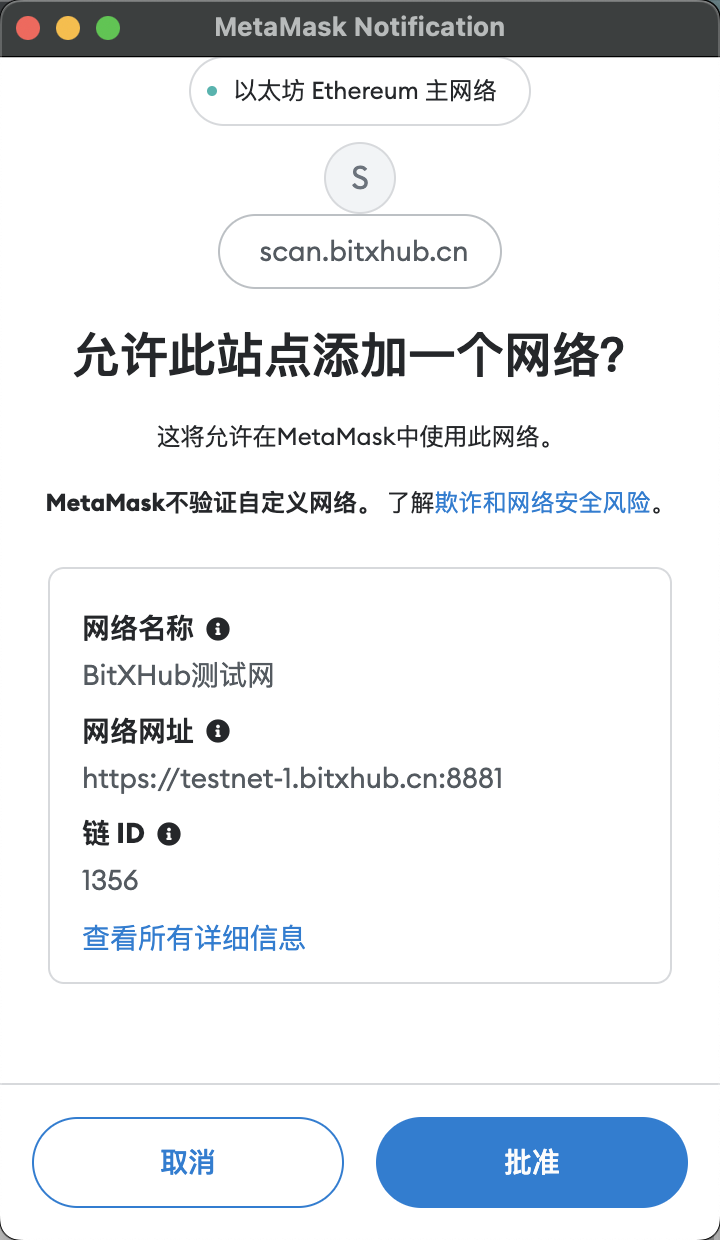 MetaMask Notification
以太坊 Ethereum 主网络
S
scan.bitxhub.cn
允许此站点添加一个网络?
这将允许在MetaMask中使用此网络。
MetaMask不验证自定义网络。 了解欺诈和网络安全风险。
网络名称
BitXHub测试网
网络网址
https://testnet-1.bitxhub.cn:8881
链 ID
1356
查看所有详细信息
取消
批准